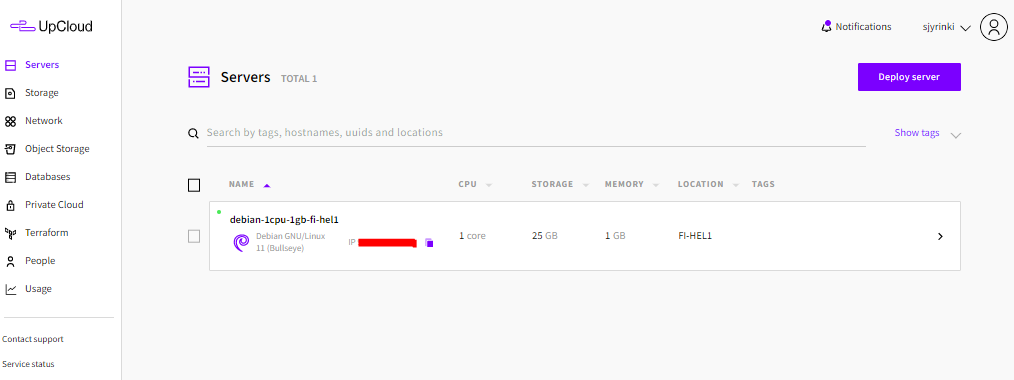 UpCloud
Notifications
sjyrinki
Servers
Storage
Network
Object Storage
Databases
Private Cloud
Terraform
People
Usage
Contact support
Service status
Servers TOTAL 1
Deploy server
Search by tags, hostnames, uuids and locations
Show tags
NAME CPU STORAGE MEMORY LOCATION TAGS
debian-1cpu-1gb-fi-hel1
Debian GNU/Linux
11 (Bullseye)
IP
1 core
25 GB
1 GB
FI-HEL1